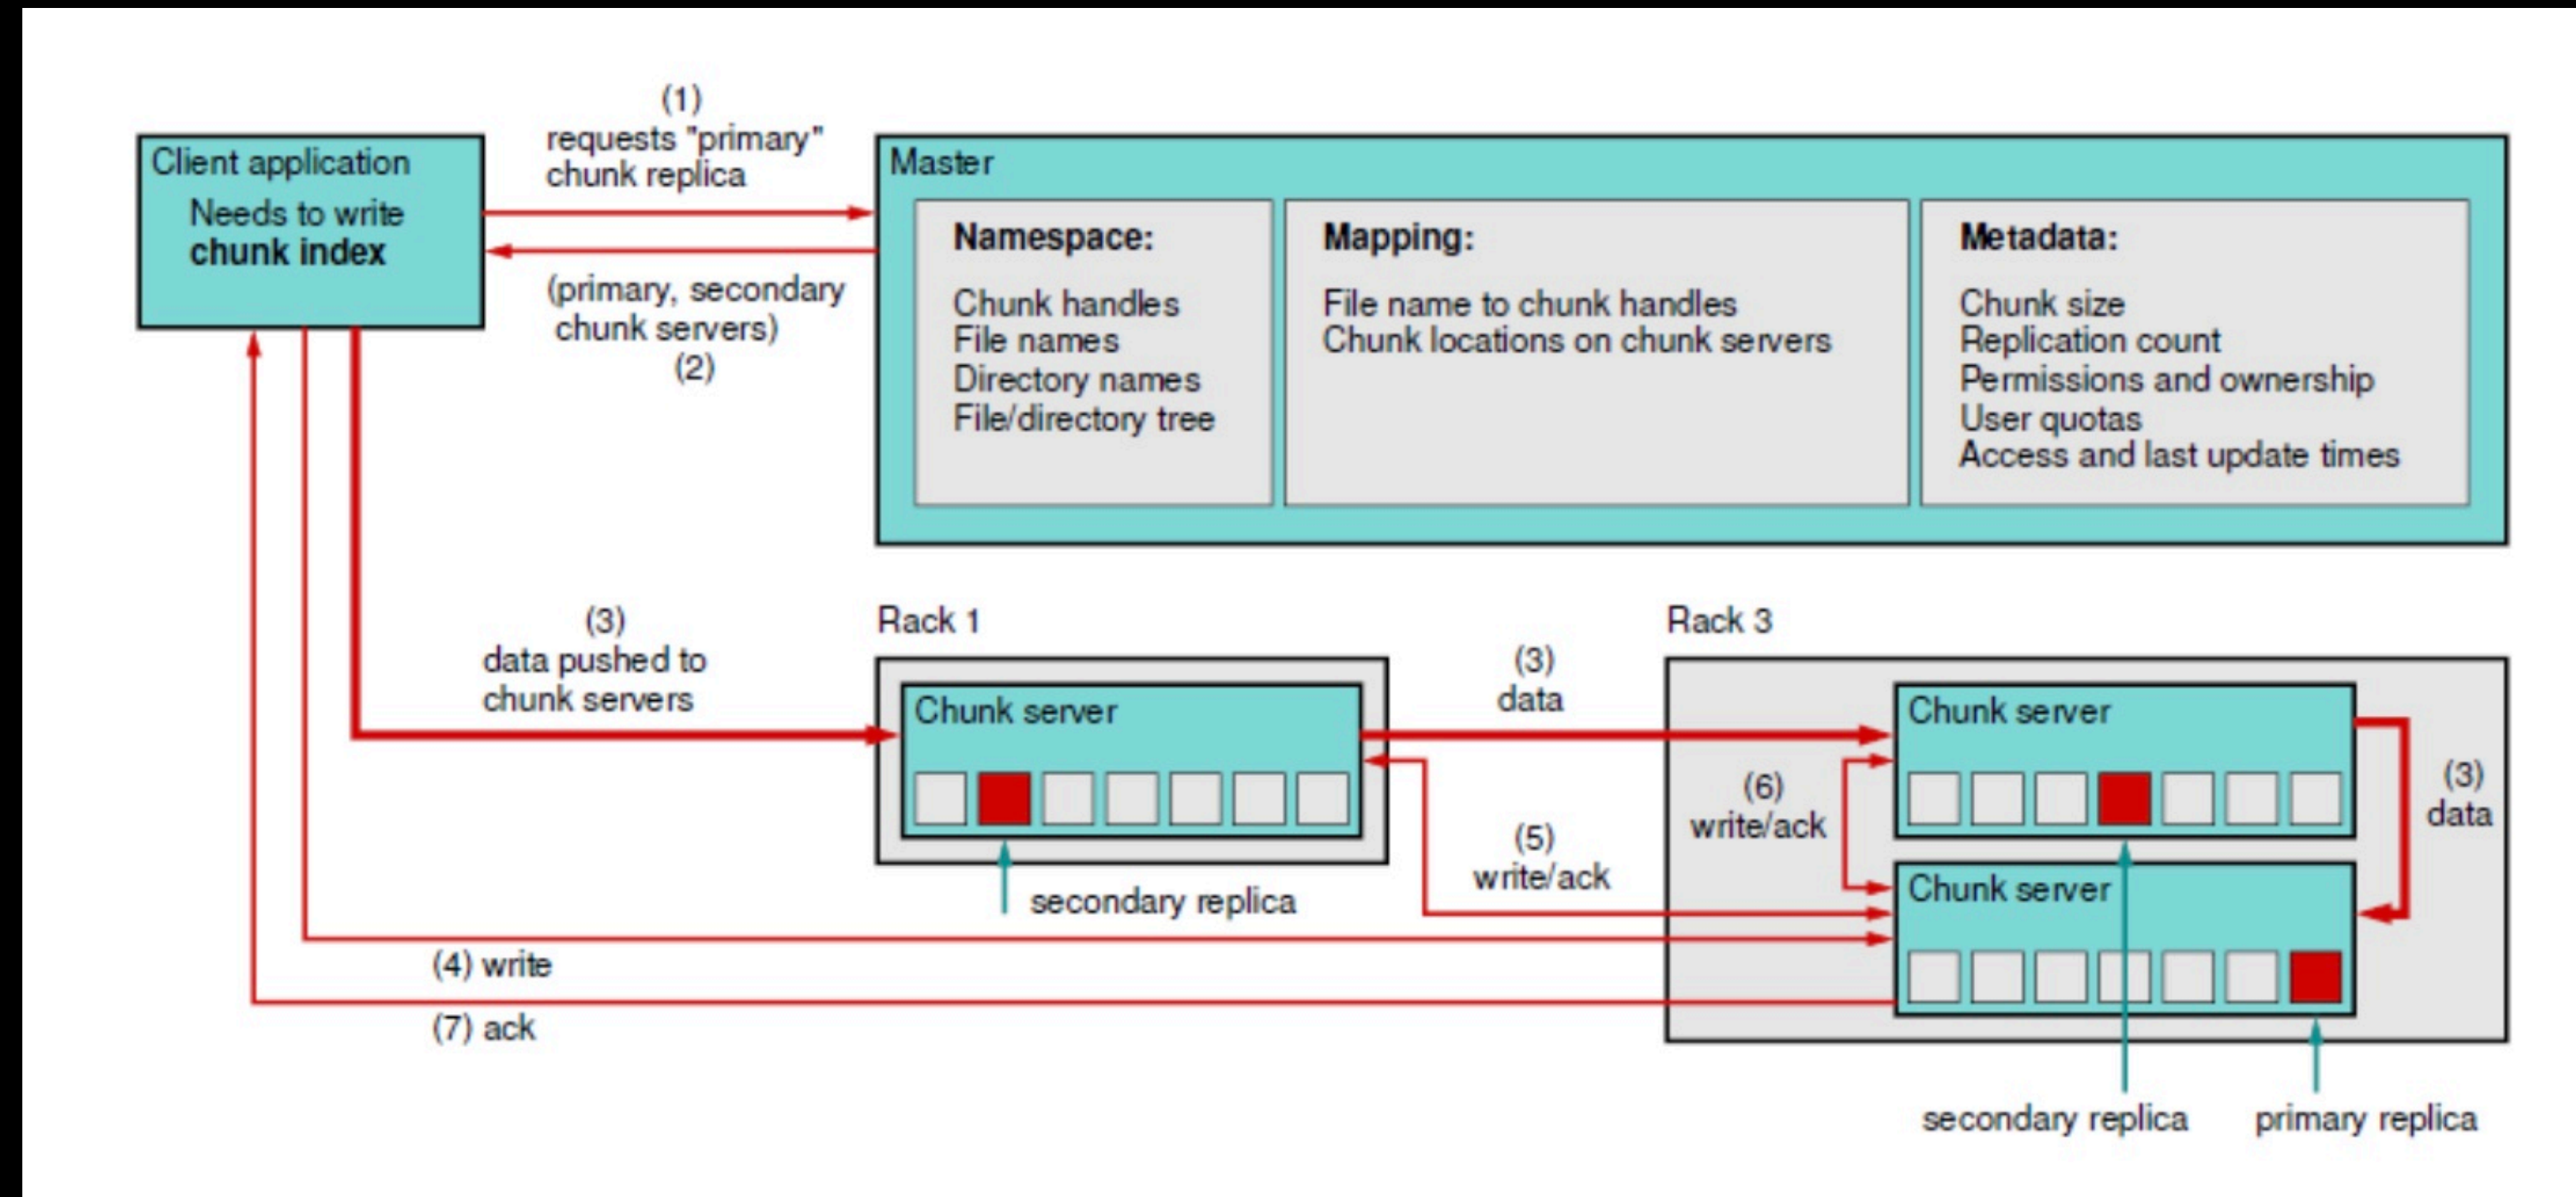 (1)
requests "primary"
chunk replica
Client application
Needs to write
chunk index
(primary, secondary
chunk servers)
(2)
Master
Namespace:
Chunk handles
File names
Directory names
File/directory tree
Mapping:
File name to chunk handles
Chunk locations on chunk servers
Metadata:
Chunk size
Replication count
Permissions and ownership
User quotas
Access and last update times
(3)
data pushed to
chunk servers
Rack 1
Chunk server
secondary replica
(3)
data
(5)
write/ack
Rack 3
Chunk server
(6)
write/ack
(3)
data
Chunk server
(4) write
(7) ack
secondary replica
primary replica